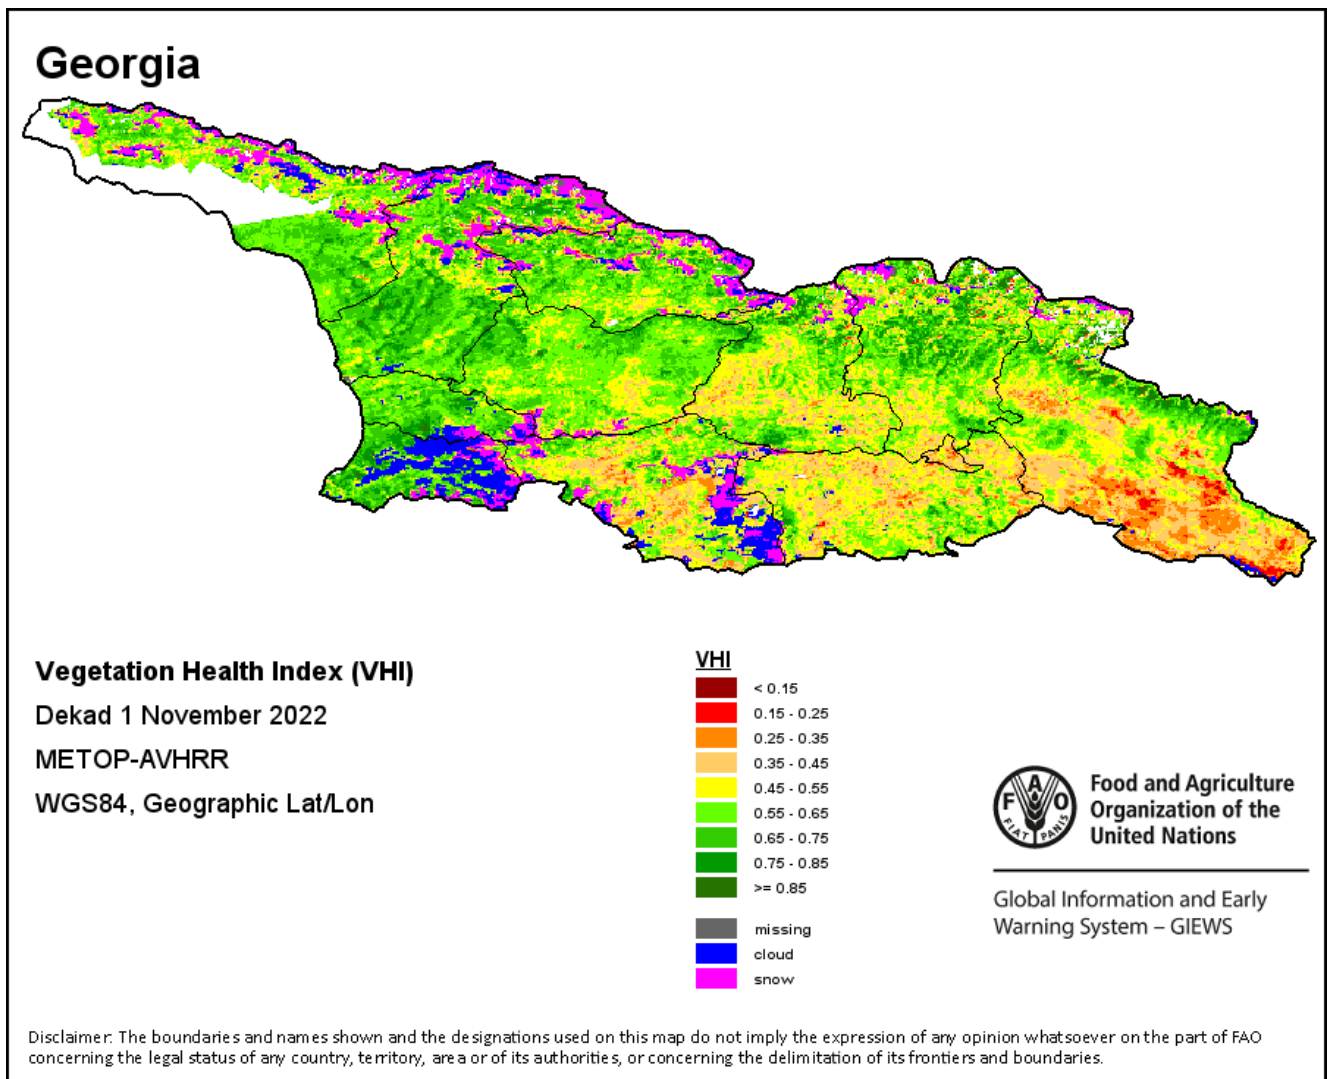 Georgia
Vegetation Health Index (VHI)
Dekad 1 November 2022
METOP-AVHRR
WGS84, Geographic Lat/Lon
VHI
< 0.15
0.15 - 0.25
0.25 - 0.35
0.35 - 0.45
0.45 - 0.55
0.55 - 0.65
0.65 - 0.75
0.75 - 0.85
>= 0.85
missing
cloud
snow
F A O
FIAT PANIS
Food and Agriculture
Organization of the
United Nations
Global Information and Early
Warning System – GIEWS
Disclaimer: The boundaries and names shown and the designations used on this map do not imply the expression of any opinion whatsoever on the part of FAO
concerning the legal status of any country, territory, area or of its authorities, or concerning the delimitation of its frontiers and boundaries.